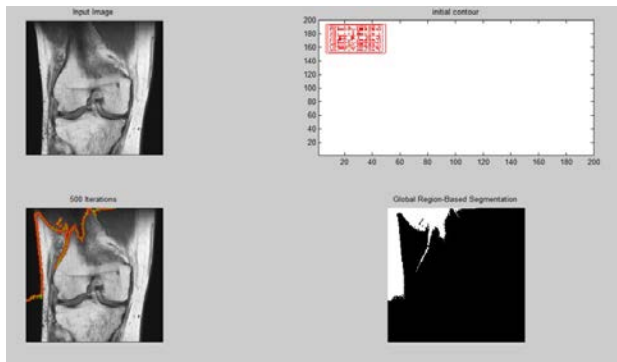 Input Image
initial contour
200
180
160
140
120
100
80
60
40
20
20 40 60 80 100 120 140 160 180 200
500 Iterations
Global Region-Based Segmentation